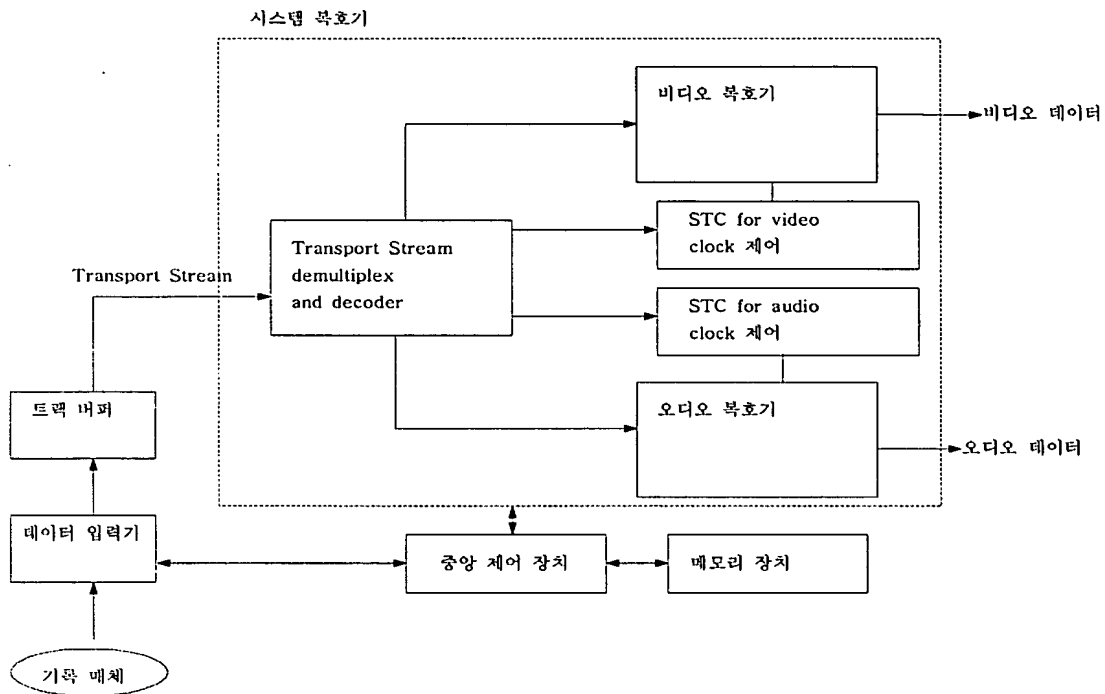 시스템 복호기
비디오 복호기
비디오 데이터
STC for video
clock 제어
Transport Stream
demultiplex
and decoder
Transport Stream
STC for audio
clock 제어
트랙 버퍼
오디오 복호기
오디오 데이터
데이터 입력기
중앙 제어 장치
메모리 장치
기록 매체